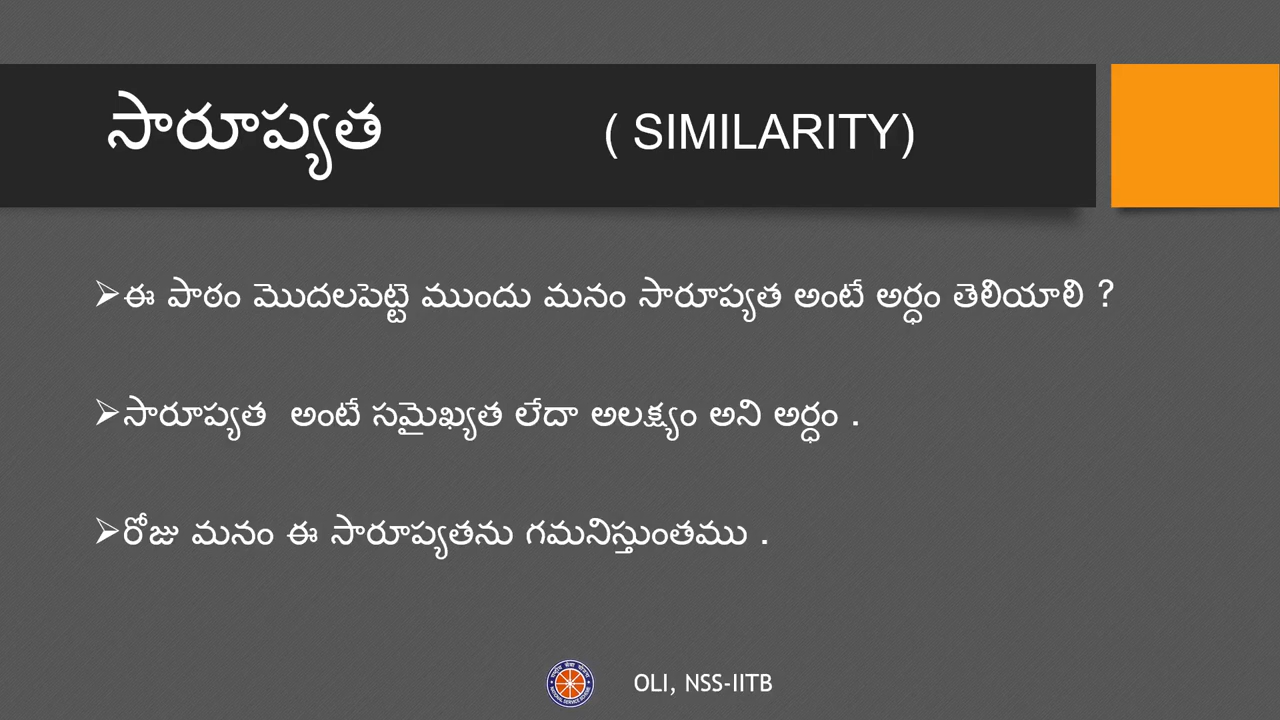 సారూప్యత ( SIMILARITY)
➢ఈ పాఠం మొదలపెట్టె ముందు మనం సారూప్యత అంటే అర్ధం తెలియాలి ?
➢సారూప్యత అంటే సమైఖ్యత లేదా అలక్ష్యం అని అర్ధం .
➢రోజు మనం ఈ సారూప్యతను గమనిస్తుంతము .
OLI, NSS-IITB